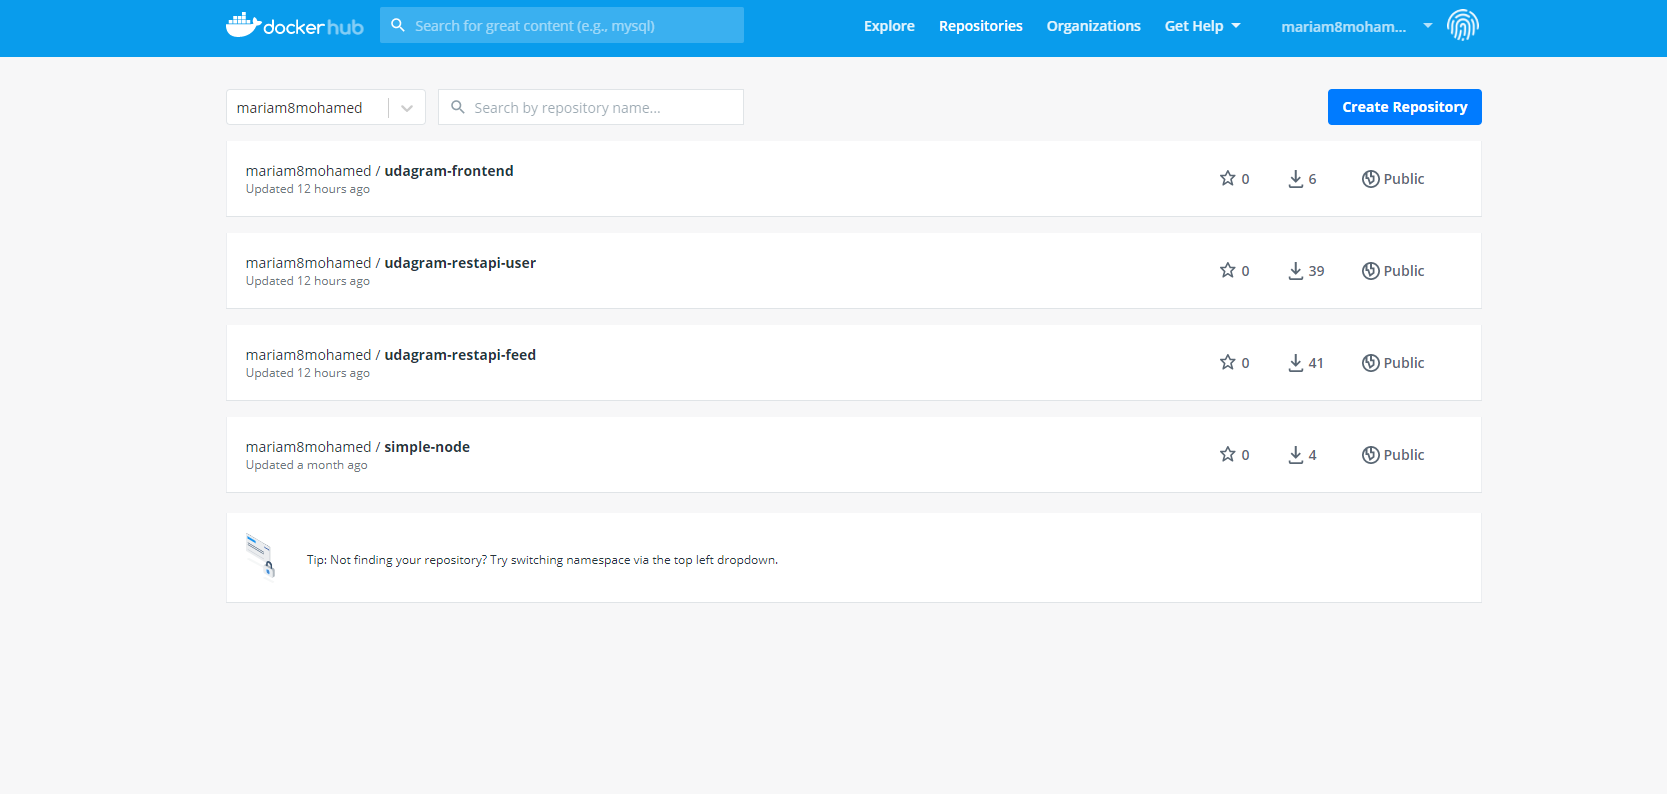 docker hub
Search for great content (e.g., mysql)
Explore
Repositories
Organizations
Get Help
mariam8moham...
mariam8mohamed
Search by repository name...
Create Repository
mariam8mohamed / udagram-frontend
Updated 12 hours ago
0
6
Public
mariam8mohamed / udagram-restapi-user
Updated 12 hours ago
0
39
Public
mariam8mohamed / udagram-restapi-feed
Updated 12 hours ago
0
41
Public
mariam8mohamed / simple-node
Updated a month ago
0
4
Public
Tip: Not finding your repository? Try switching namespace via the top left dropdown.